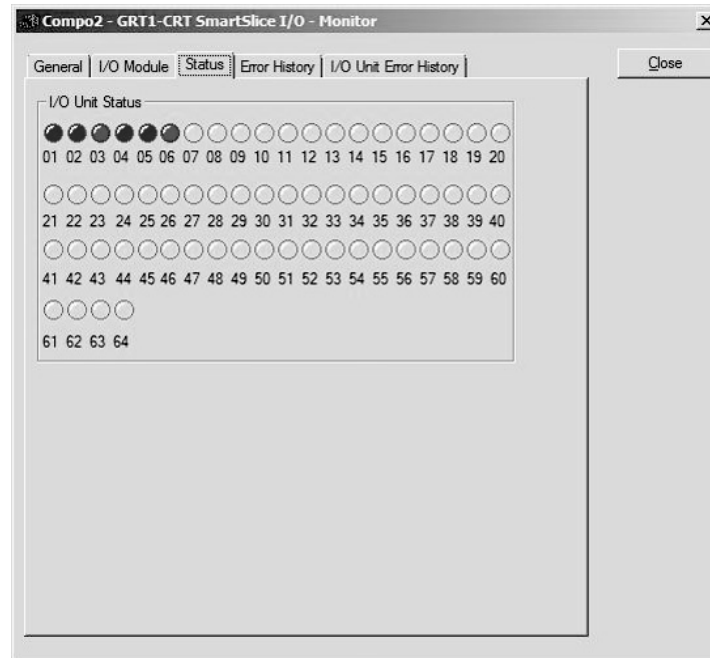 Compo2 - GRT1-CRT SmartSlice I/O - Monitor
General I/O Module Status Error History I/O Unit Error History Close
I/O Unit Status
01 02 03 04 05 06 07 08 09 10 11 12 13 14 15 16 17 18 19 20
21 22 23 24 25 26 27 28 29 30 31 32 33 34 35 36 37 38 39 40
41 42 43 44 45 46 47 48 49 50 51 52 53 54 55 56 57 58 59 60
61 62 63 64